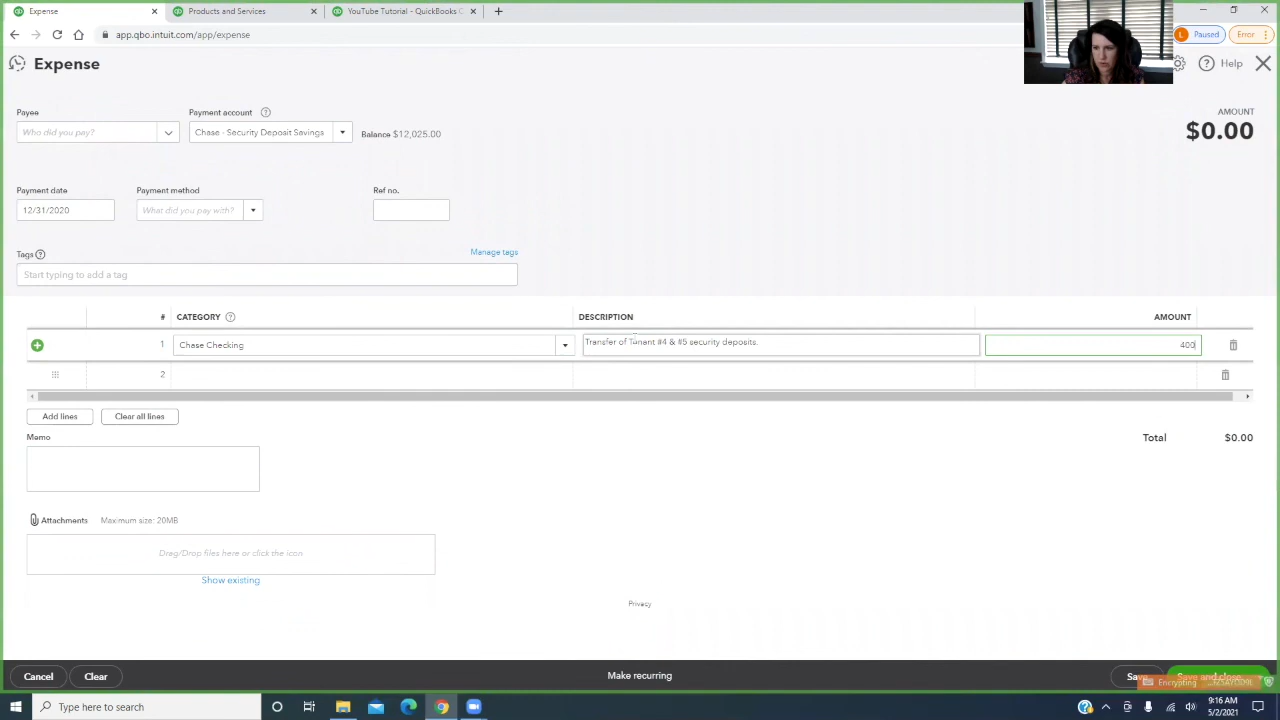 Expense
Products and Services
YouTube Tutorial - QuickBooks
app.qbo.intuit.com/app/expense
L Paused
Error
Expense
Help
Payee
Payment account
AMOUNT
Who did you pay?
Chase - Security Deposit Savings
Balance $12,025.00
$0.00
Payment date
Payment method
Ref no.
12/31/2020
What did you pay with?
Tags
Manage tags
Start typing to add a tag
# CATEGORY DESCRIPTION AMOUNT
1 Chase Checking Transfer of Tenant #4 & #5 security deposits. 400
2
Add lines
Clear all lines
Memo
Total $0.00
Attachments Maximum size: 20MB
Drag/Drop files here or click the icon
Show existing
Privacy
Cancel
Clear
Make recurring
Save and close
Encrypting
Type here to search
9:16 AM
5/2/2021